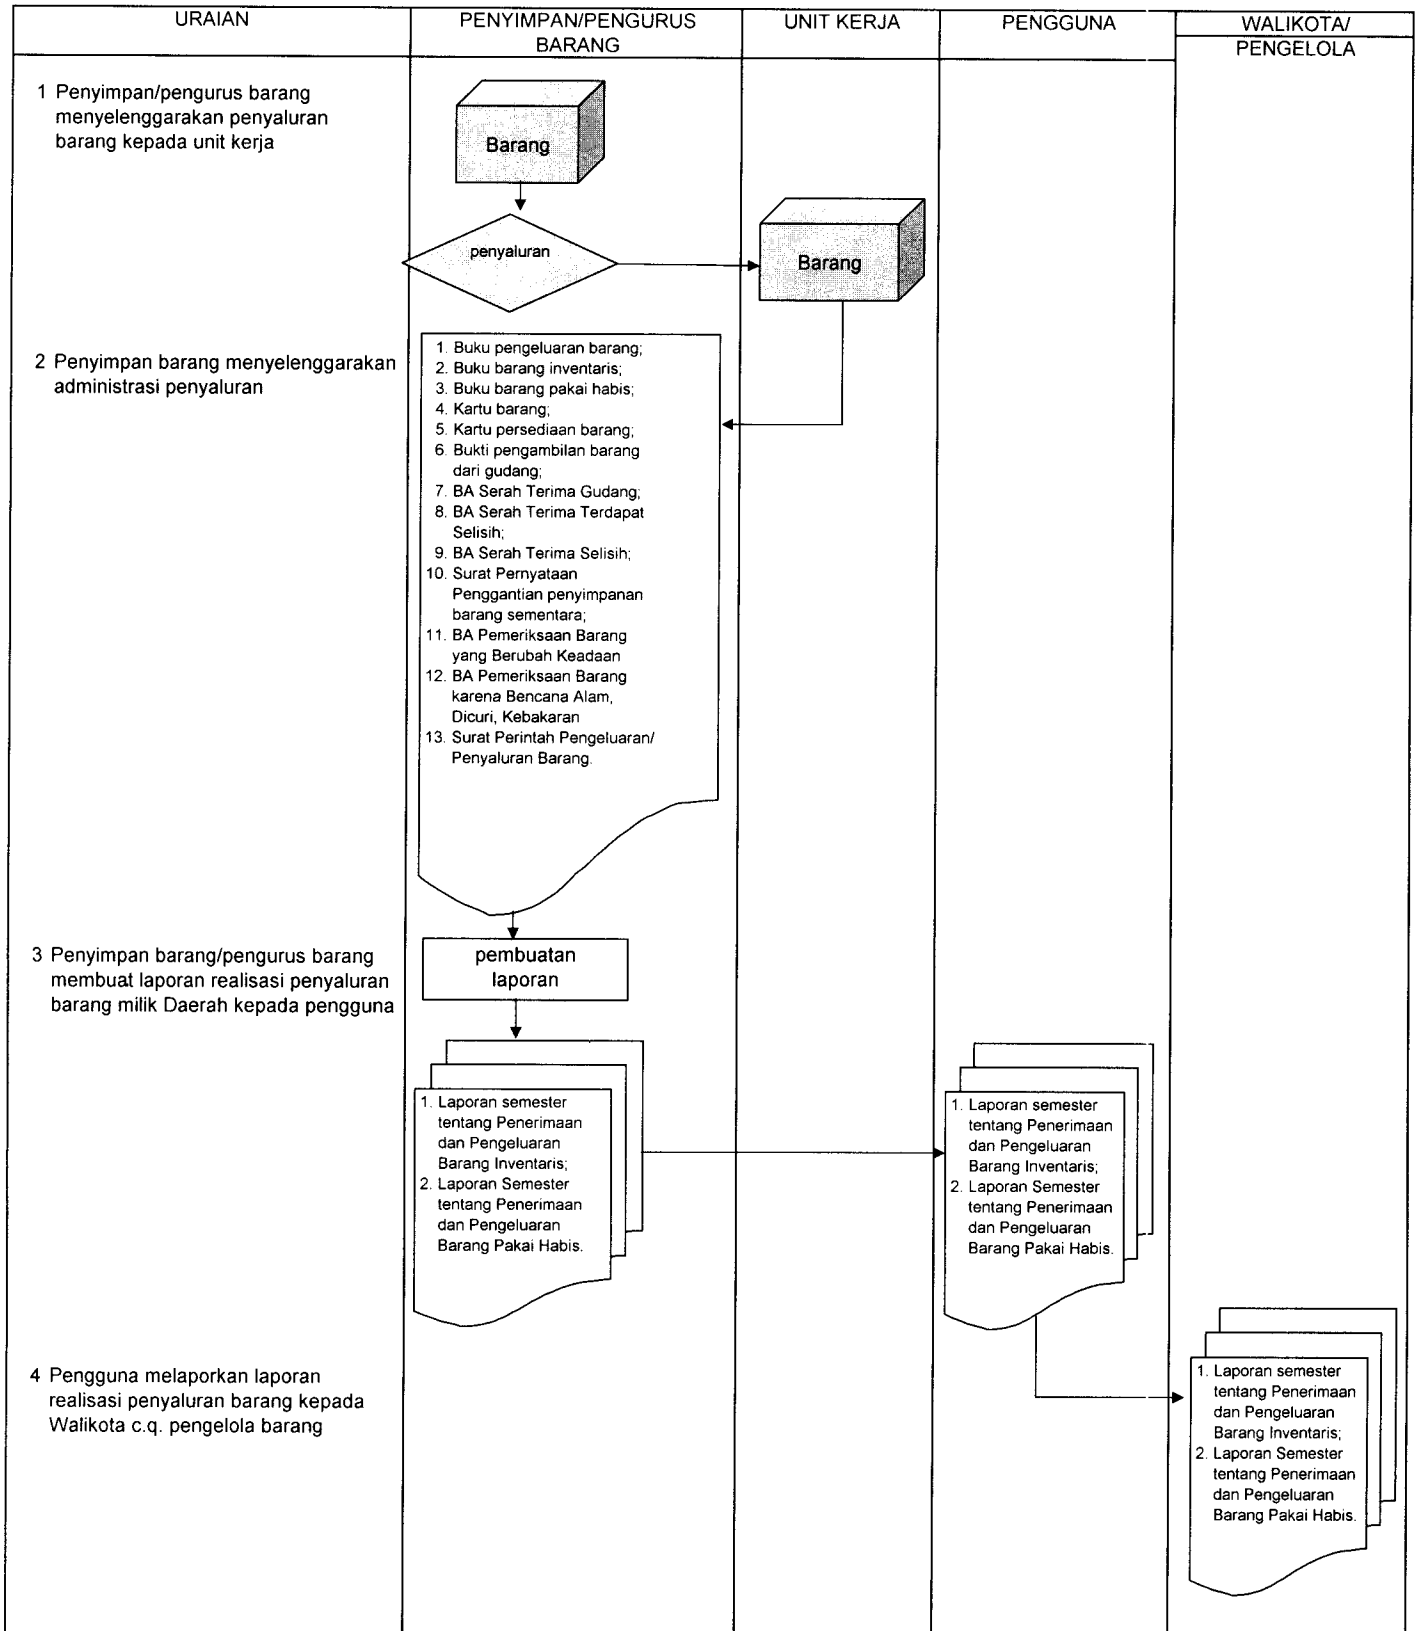 URAIAN
PENYIMPAN/PENGURUS
BARANG
UNIT KERJA
PENGGUNA
WALIKOTA/
PENGELOLA
1 Penyimpan/pengurus barang
menyelenggarakan penyaluran
barang kepada unit kerja
Barang
penyaluran
Barang
2 Penyimpan barang menyelenggarakan
administrasi penyaluran
1. Buku pengeluaran barang;
2. Buku barang inventaris;
3. Buku barang pakai habis;
4. Kartu barang;
5. Kartu persediaan barang;
6. Bukti pengambilan barang
dari gudang;
7. BA Serah Terima Gudang;
8. BA Serah Terima Terdapat
Selisih;
9. BA Serah Terima Selisih;
10. Surat Pernyataan
Penggantian penyimpanan
barang sementara;
11. BA Pemeriksaan Barang
yang Berubah Keadaan
12. BA Pemeriksaan Barang
karena Bencana Alam,
Dicuri, Kebakaran
13. Surat Perintah Pengeluaran/
Penyaluran Barang.
3 Penyimpan barang/pengurus barang
membuat laporan realisasi penyaluran
barang milik Daerah kepada pengguna
pembuatan
laporan
1. Laporan semester
tentang Penerimaan
dan Pengeluaran
Barang Inventaris;
2. Laporan Semester
tentang Penerimaan
dan Pengeluaran
Barang Pakai Habis.
1. Laporan semester
tentang Penerimaan
dan Pengeluaran
Barang Inventaris;
2. Laporan Semester
tentang Penerimaan
dan Pengeluaran
Barang Pakai Habis.
4 Pengguna melaporkan laporan
realisasi penyaluran barang kepada
Walikota c.q. pengelola barang
1. Laporan semester
tentang Penerimaan
dan Pengeluaran
Barang Inventaris;
2. Laporan Semester
tentang Penerimaan
dan Pengeluaran
Barang Pakai Habis.